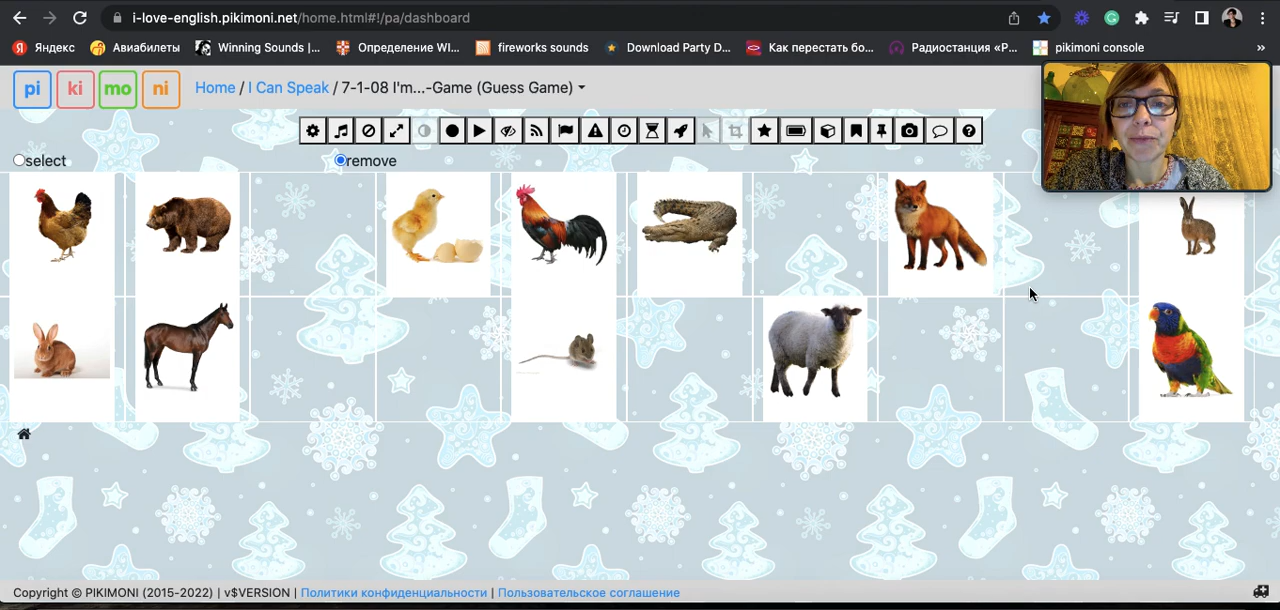 i-love-english.pikimoni.net/home.html#!/pa/dashboard
Яндекс Авиабилеты Winning Sounds |... Определение WI... fireworks sounds Download Party D... Как перестать бо... Радиостанция «Р... pikimoni console »
pi ki mo ni Home / I Can Speak / 7-1-08 I'm...-Game (Guess Game)
select remove
Copyright © PIKIMONI (2015-2022) | v$VERSION | Политики конфиденциальности | Пользовательское соглашение